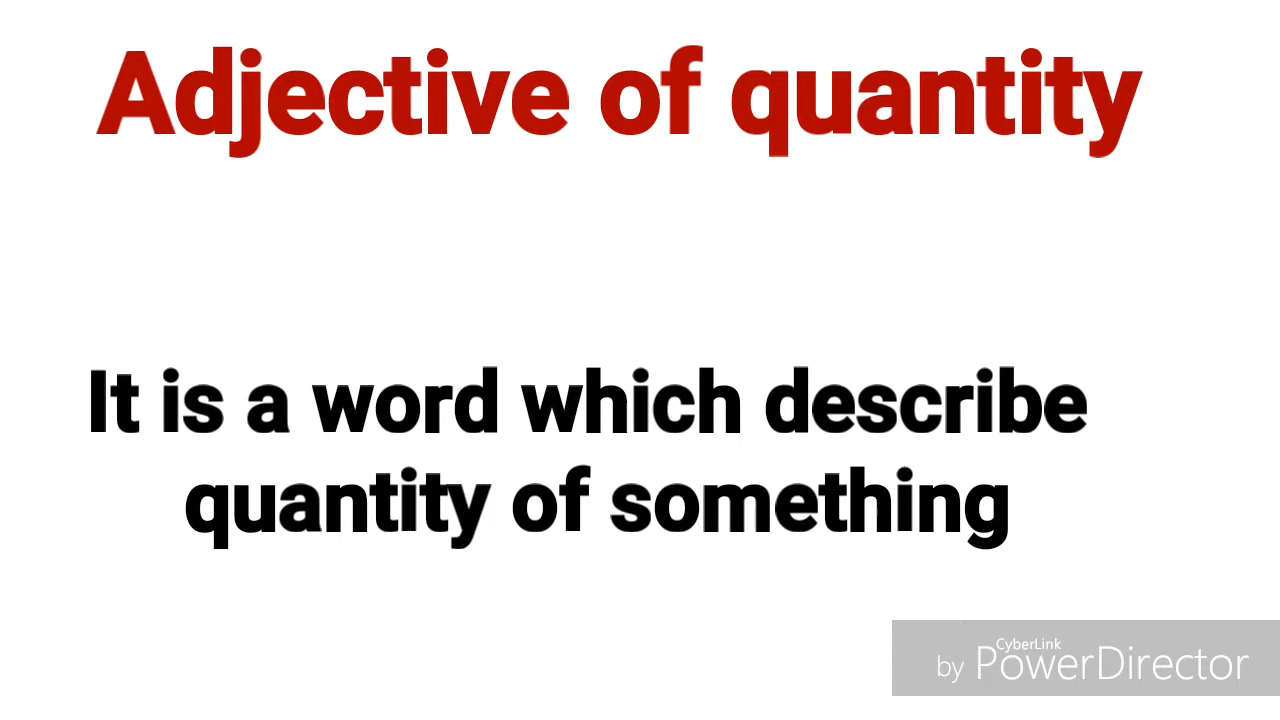 Adjective of quantity
It is a word which describe
quantity of something
CyberLink
by PowerDirector